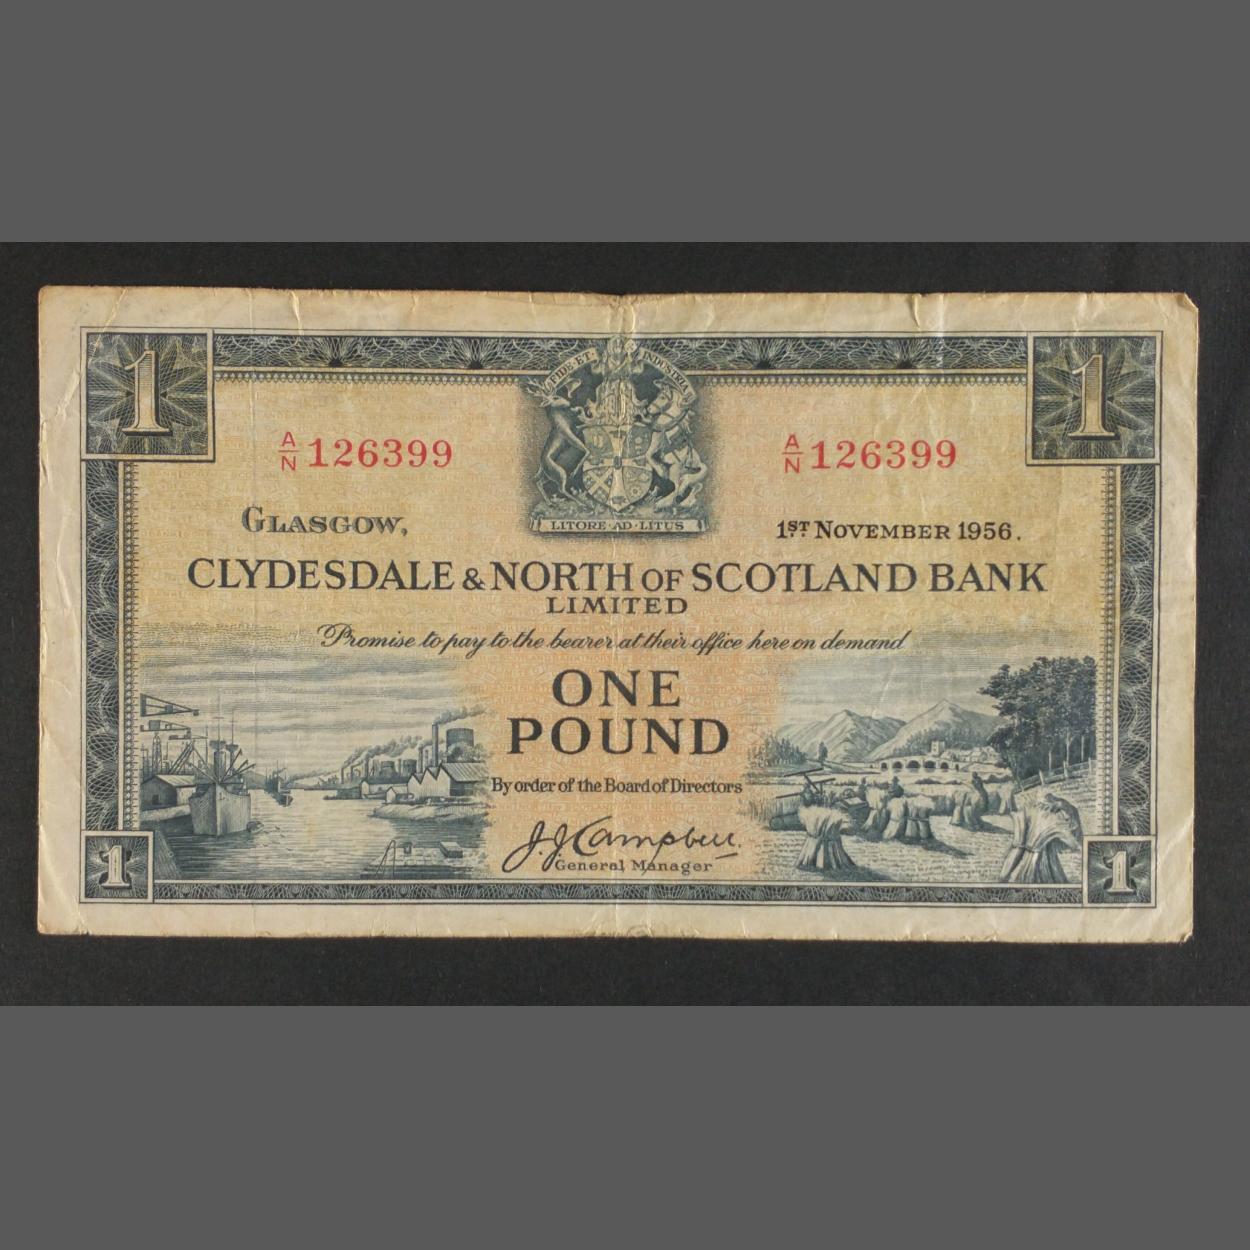 1 1
FIDE·ET· INDUSTRIA
A/N 126399 A/N 126399
LITORE·AD·LITUS
GLASGOW, 1ST NOVEMBER 1956.
CLYDESDALE & NORTH OF SCOTLAND BANK
LIMITED
Promise to pay to the bearer at their office here on demand
ONE
POUND
By order of the Board of Directors
J.J. Campbell.
General Manager
1 1